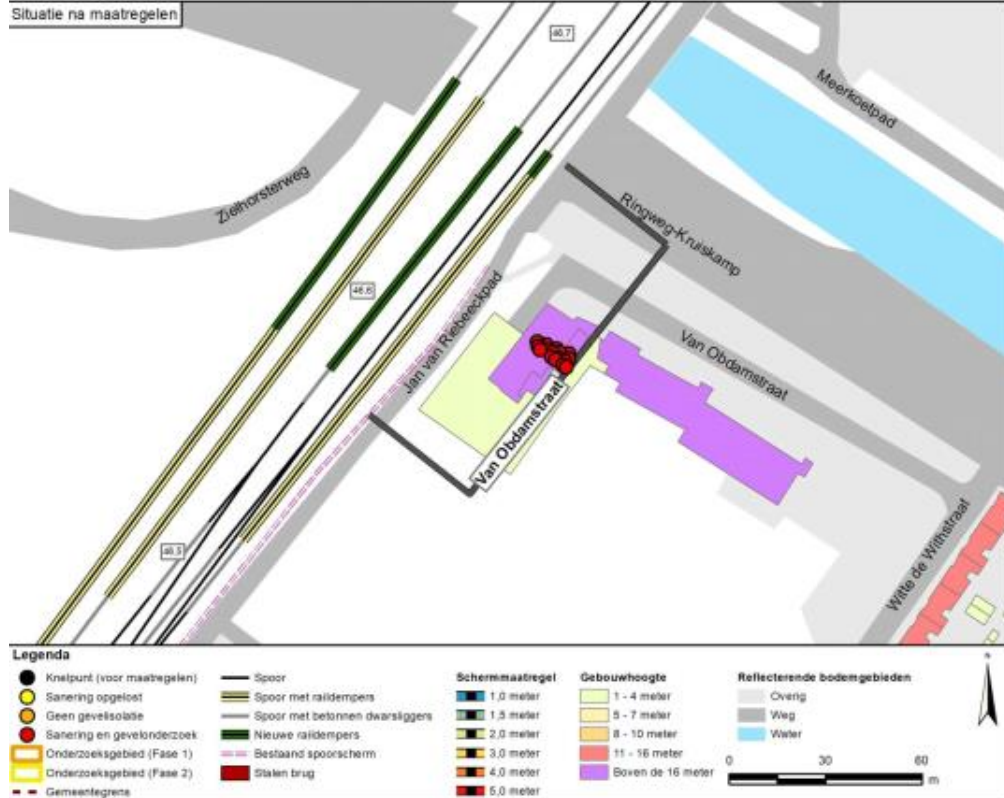 Situatie na maatregelen
46,7
Meerkoetpad
Zielhorsterweg
Ringweg-Kruiskamp
46,6
Jan van Riebeeckpad
Van Obdamstraat
Van Obdamstraat
46,5
Witte de Withstraat
Legenda
Knelpunt (voor maatregelen)
Sanering opgelost
Geen gevelisolatie
Sanering en gevelonderzoek
Onderzoeksgebied (Fase 1)
Onderzoeksgebied (Fase 2)
Gemeentegrens
Spoor
Spoor met raildempers
Spoor met betonnen dwarsliggers
Nieuwe raildempers
Bestaand spoorscherm
Stalen brug
Schermmaatregel
1,0 meter
1,5 meter
2,0 meter
3,0 meter
4,0 meter
5,0 meter
Gebouwhoogte
1 - 4 meter
5 - 7 meter
8 - 10 meter
11 - 16 meter
Boven de 16 meter
Reflecterende bodemgebieden
Overig
Weg
Water
0 30 60
m